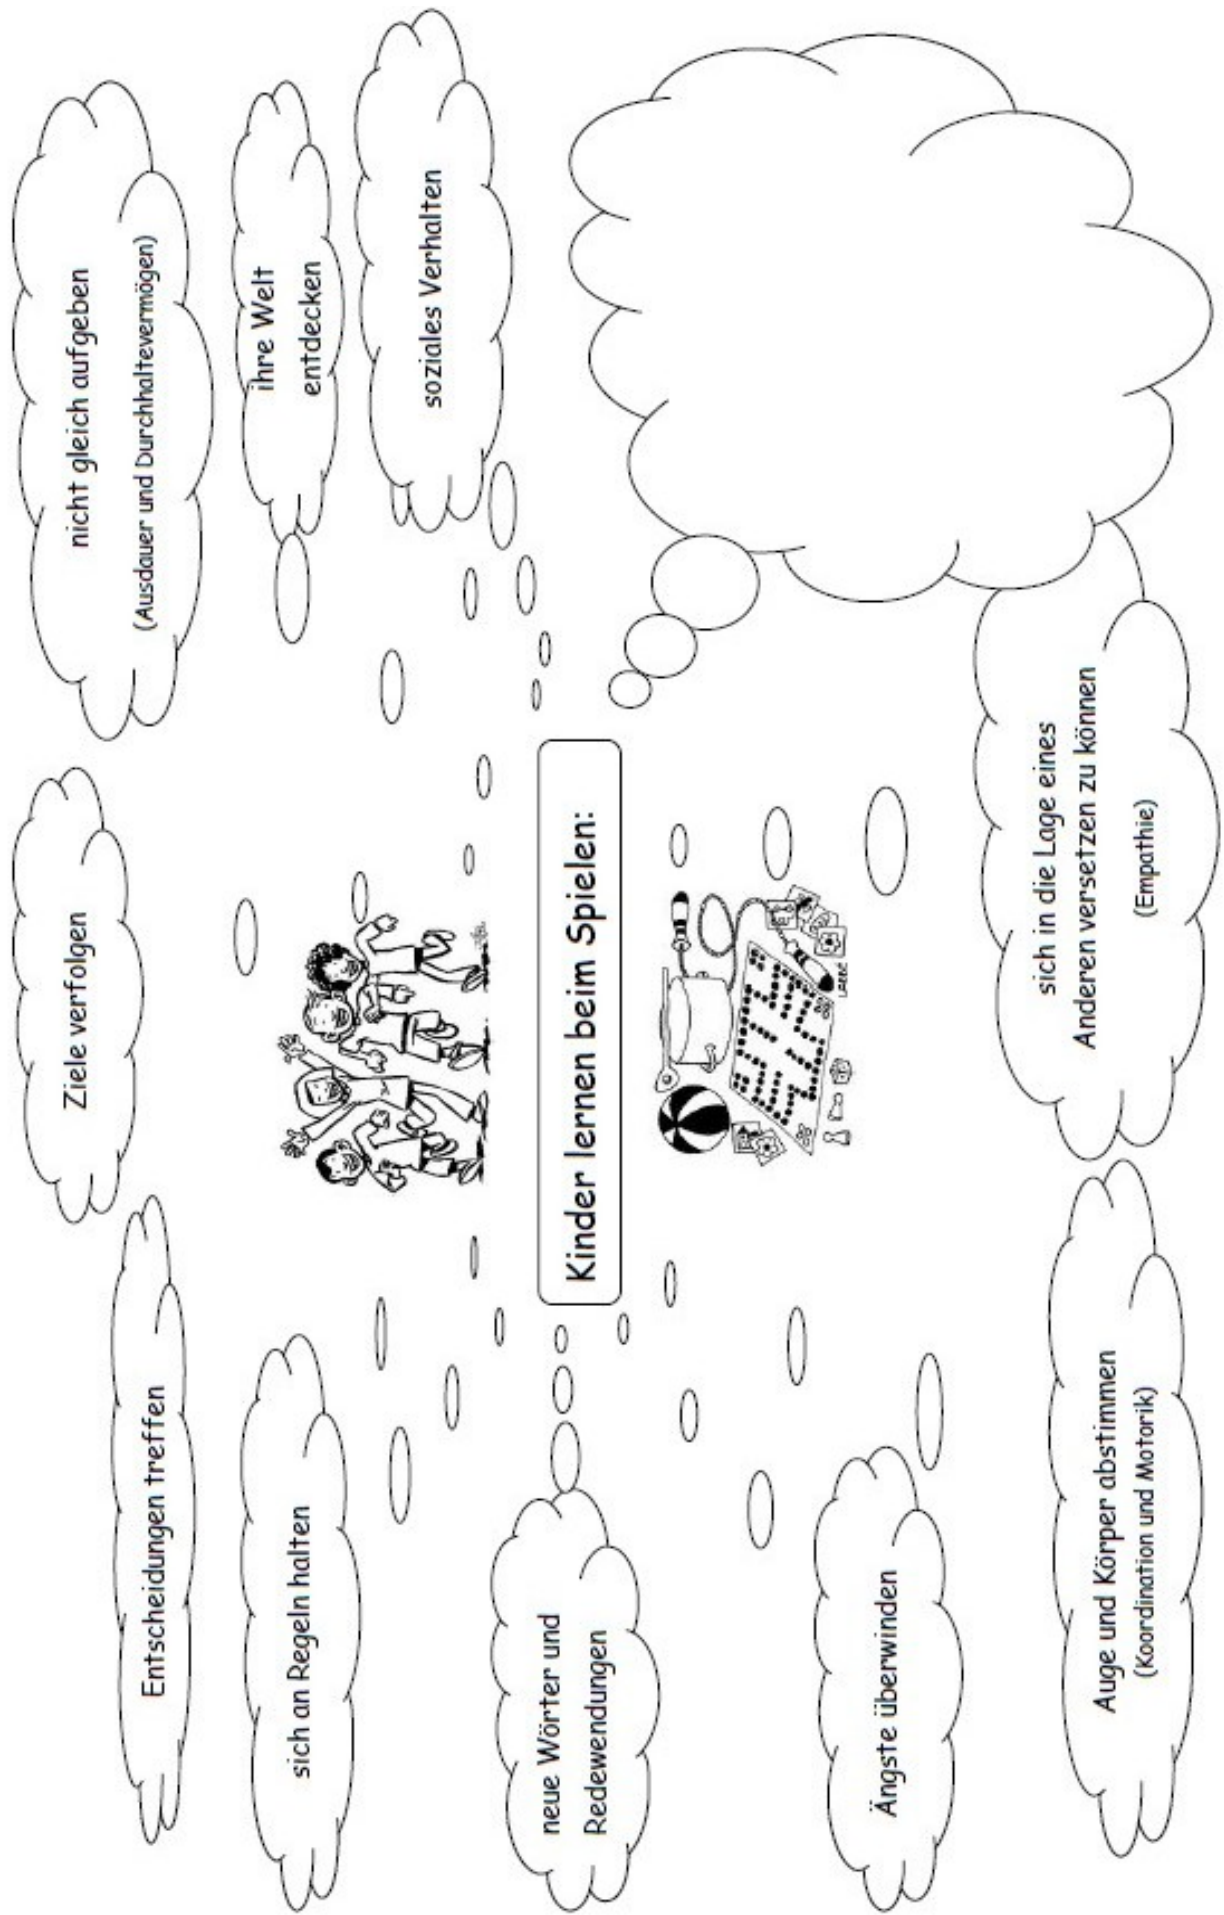 nicht gleich aufgeben
(Ausdauer und Durchhaltevermögen)
Ziele verfolgen
Entscheidungen treffen
ihre Welt
entdecken
sich an Regeln halten
soziales Verhalten
Kinder lernen beim Spielen:
neue Wörter und
Redewendungen
Ängste überwinden
sich in die Lage eines
Anderen versetzen zu können
(Empathie)
Auge und Körper abstimmen
(Koordination und Motorik)